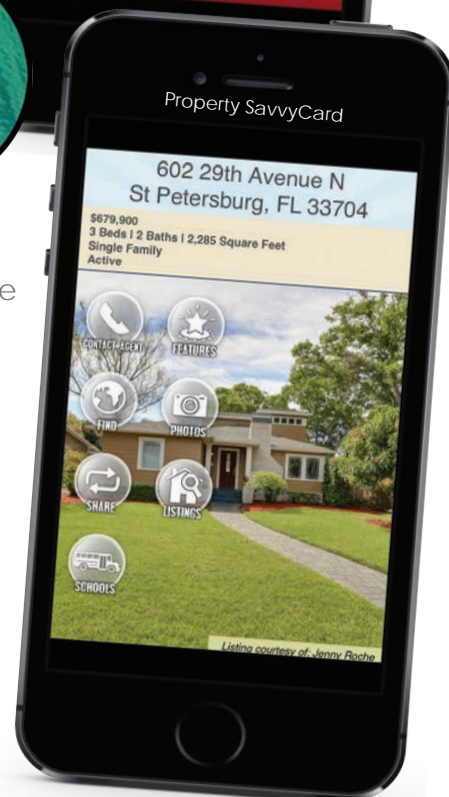 Property SavvyCard
602 29th Avenue N
St Petersburg, FL 33704
$679,900
3 Beds | 2 Baths | 2,285 Square Feet
Single Family
Active
CONTACT AGENT
FEATURES
FIND
PHOTOS
SHARE
LISTINGS
SCHOOLS
Listing courtesy of: Jenny Roche
e